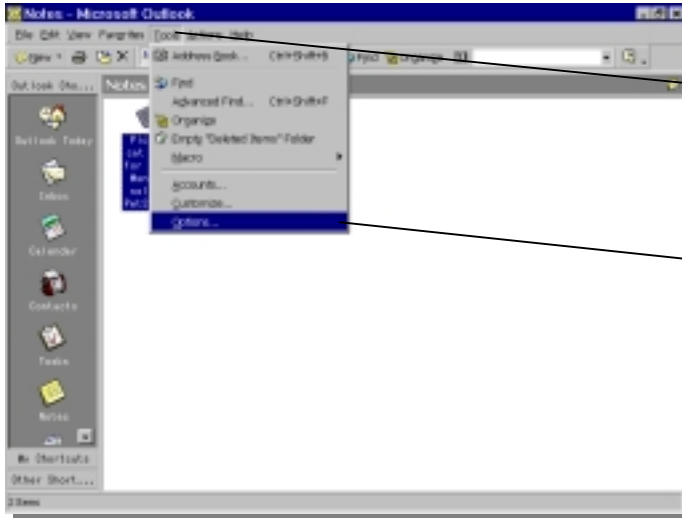 Notes - Microsoft Outlook
File Edit View Favorites Tools Actions Help
New Find Organize
Address Book... Ctrl+Shift+B
Find
Advanced Find... Ctrl+Shift+F
Organize
Empty "Deleted Items" Folder
Macro
Accounts...
Customize...
Options...
Outlook Sho...
Notes
Outlook Today
Inbox
Calendar
Contacts
Tasks
Notes
My Shortcuts
Other Short...
2 Items